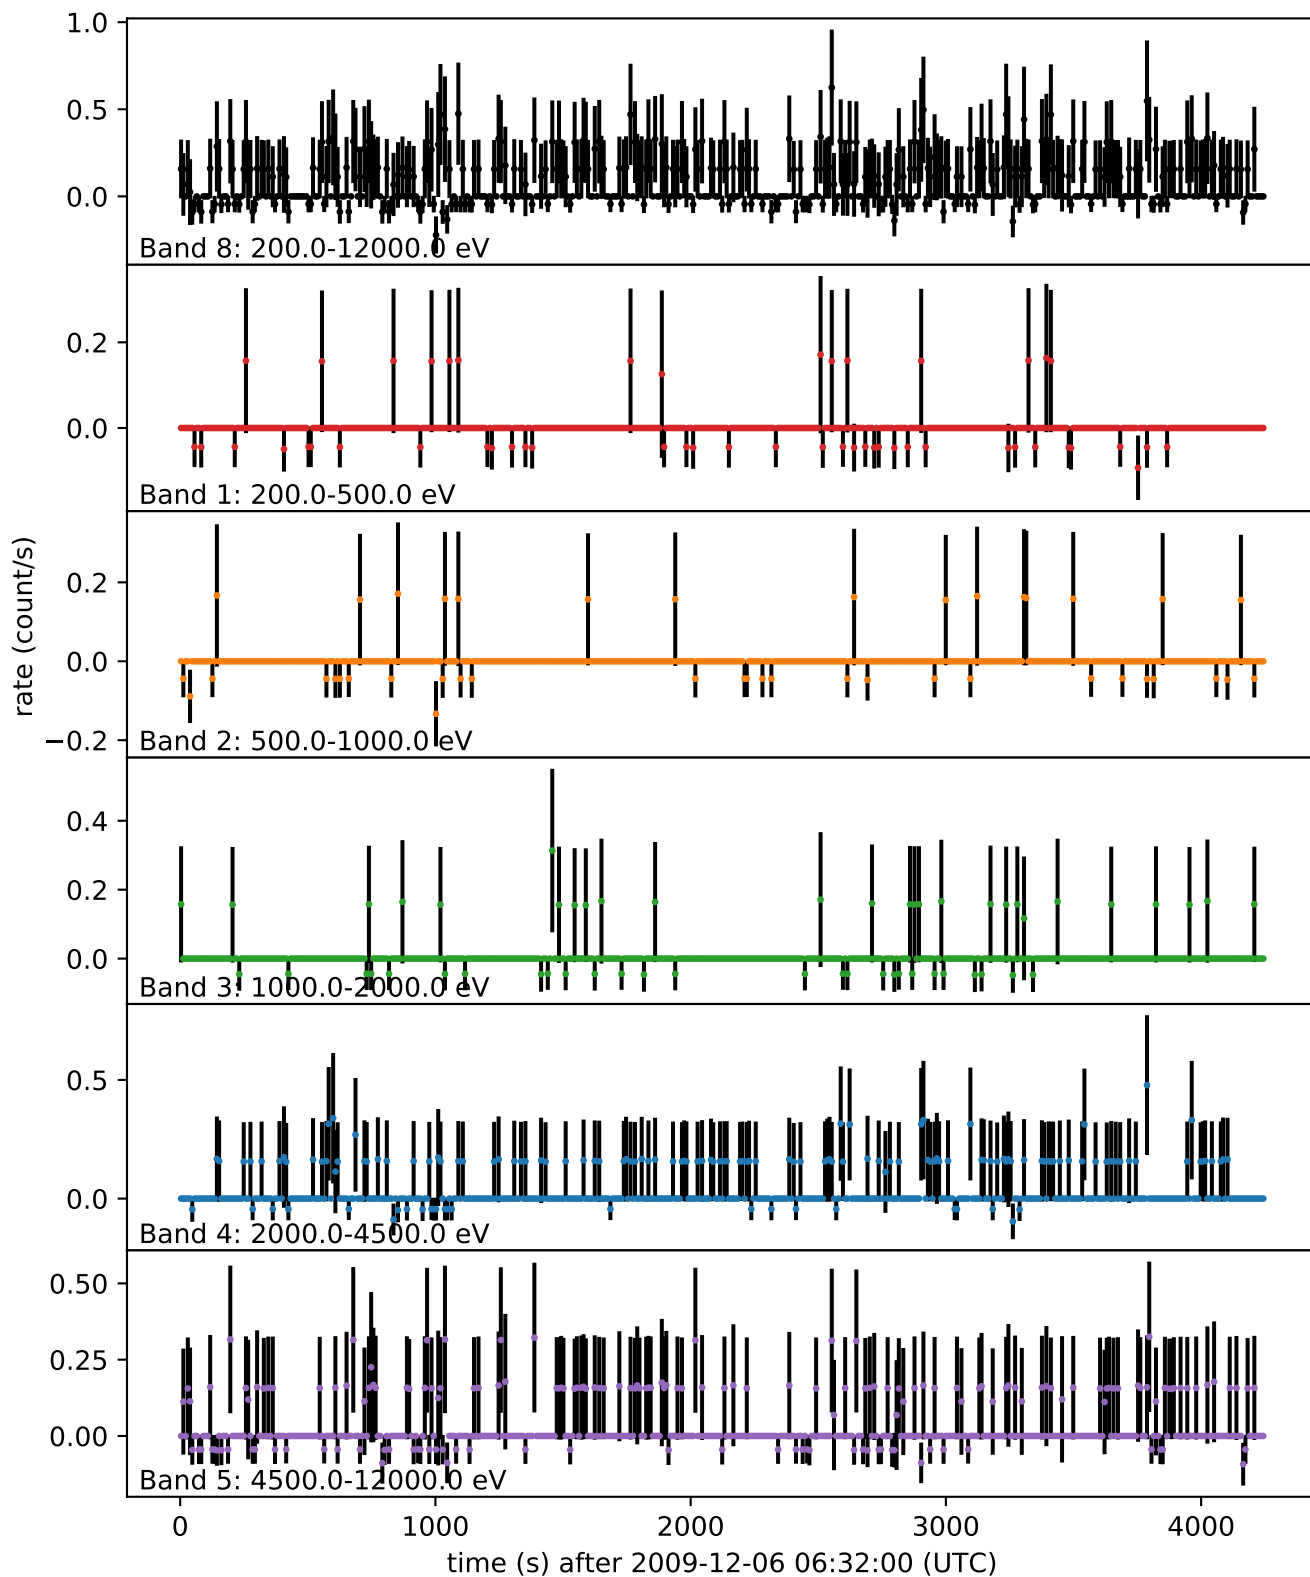 1.0
0.5
0.0
Band 8: 200.0-12000.0 eV
0.2
0.0
Band 1: 200.0-500.0 eV
rate (count/s)
0.2
0.0
−0.2
Band 2: 500.0-1000.0 eV
0.4
0.2
0.0
Band 3: 1000.0-2000.0 eV
0.5
0.0
Band 4: 2000.0-4500.0 eV
0.50
0.25
0.00
Band 5: 4500.0-12000.0 eV
0 1000 2000 3000 4000
time (s) after 2009-12-06 06:32:00 (UTC)